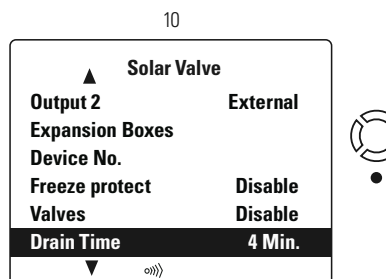 10
Solar Valve
Output 2 External
Expansion Boxes
Device No.
Freeze protect Disable
Valves Disable
Drain Time 4 Min.